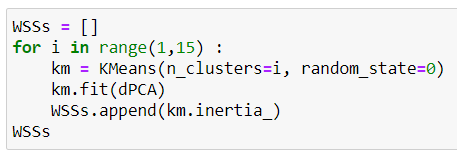 WSSs = []
for i in range(1,15) :
    km = KMeans(n_clusters=i, random_state=0)
    km.fit(dPCA)
    WSSs.append(km.inertia_)
WSSs